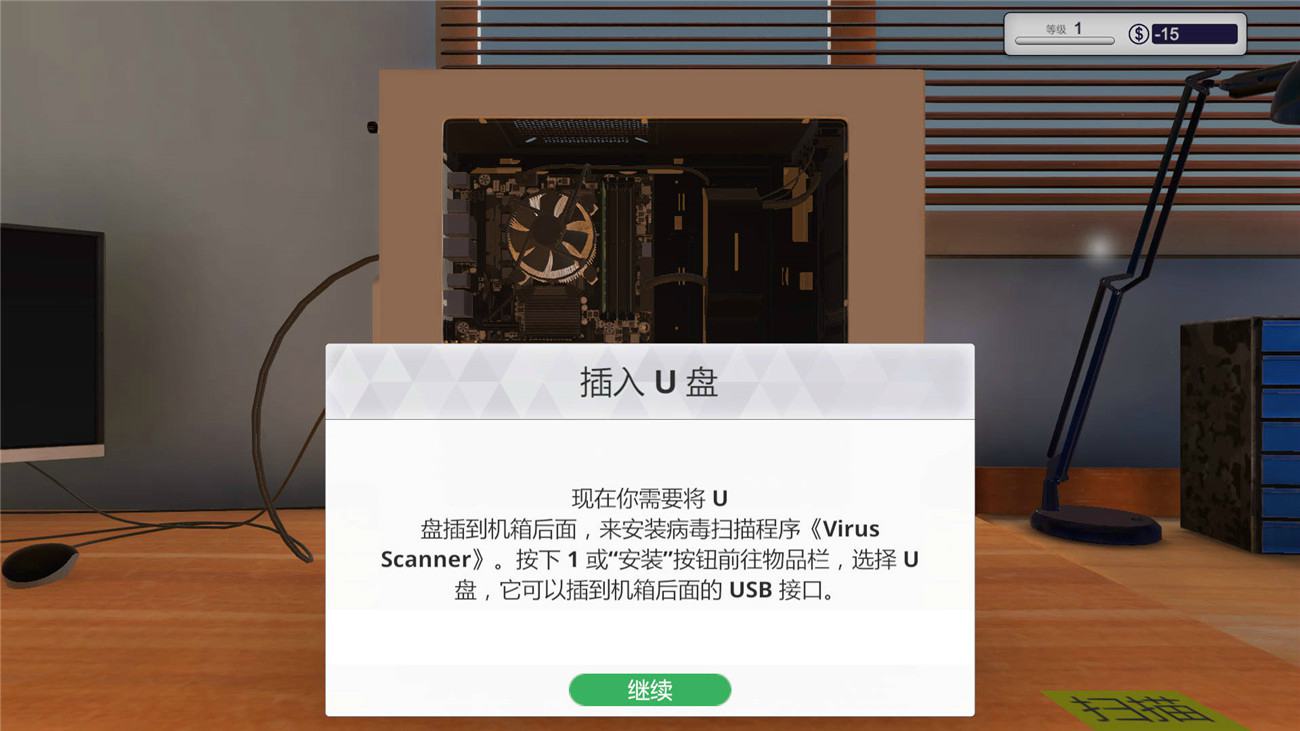 等级 1
$ -15
插入 U 盘
现在你需要将 U
盘插到机箱后面，来安装病毒扫描程序《Virus
Scanner》。按下 1 或“安装”按钮前往物品栏，选择 U
盘，它可以插到机箱后面的 USB 接口。
继续
扫描